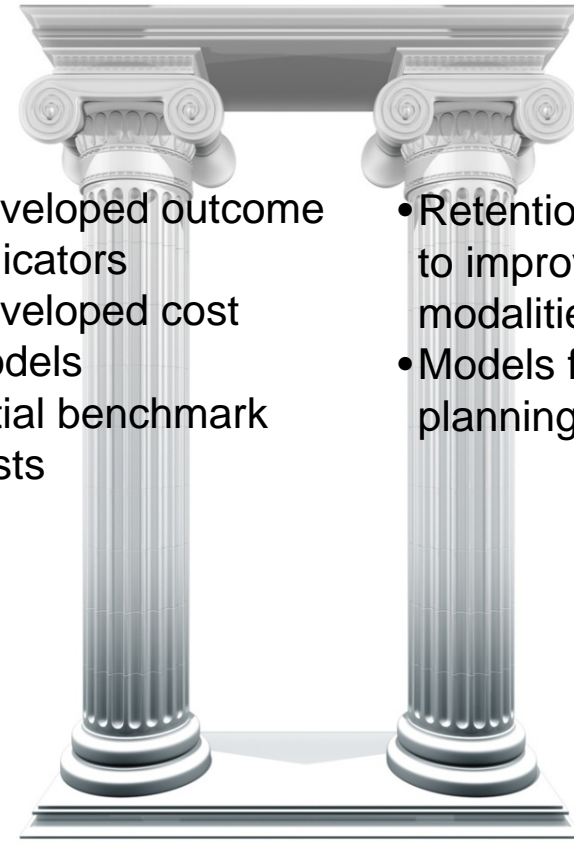 veloped outcome
icators
veloped cost
dels
tial benchmark
sts
• Retentio
to improv
modalitie
• Models f
planning